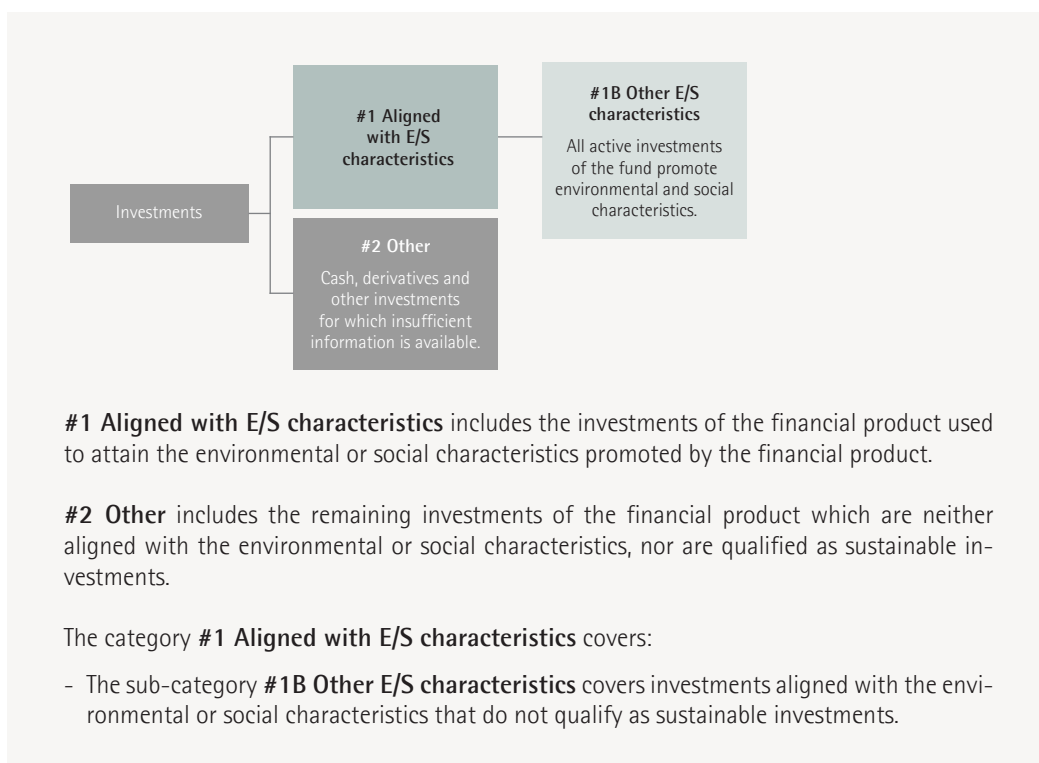 #1 Aligned
with E/S
characteristics
#1B Other E/S
characteristics
All active investments
of the fund promote
environmental and social
characteristics.
Investments
#2 Other
Cash, derivatives and
other investments
for which insufficient
information is available.
#1 Aligned with E/S characteristics includes the investments of the financial product used
to attain the environmental or social characteristics promoted by the financial product.
#2 Other includes the remaining investments of the financial product which are neither
aligned with the environmental or social characteristics, nor are qualified as sustainable in-
vestments.
The category #1 Aligned with E/S characteristics covers:
- The sub-category #1B Other E/S characteristics covers investments aligned with the envi-
ronmental or social characteristics that do not qualify as sustainable investments.